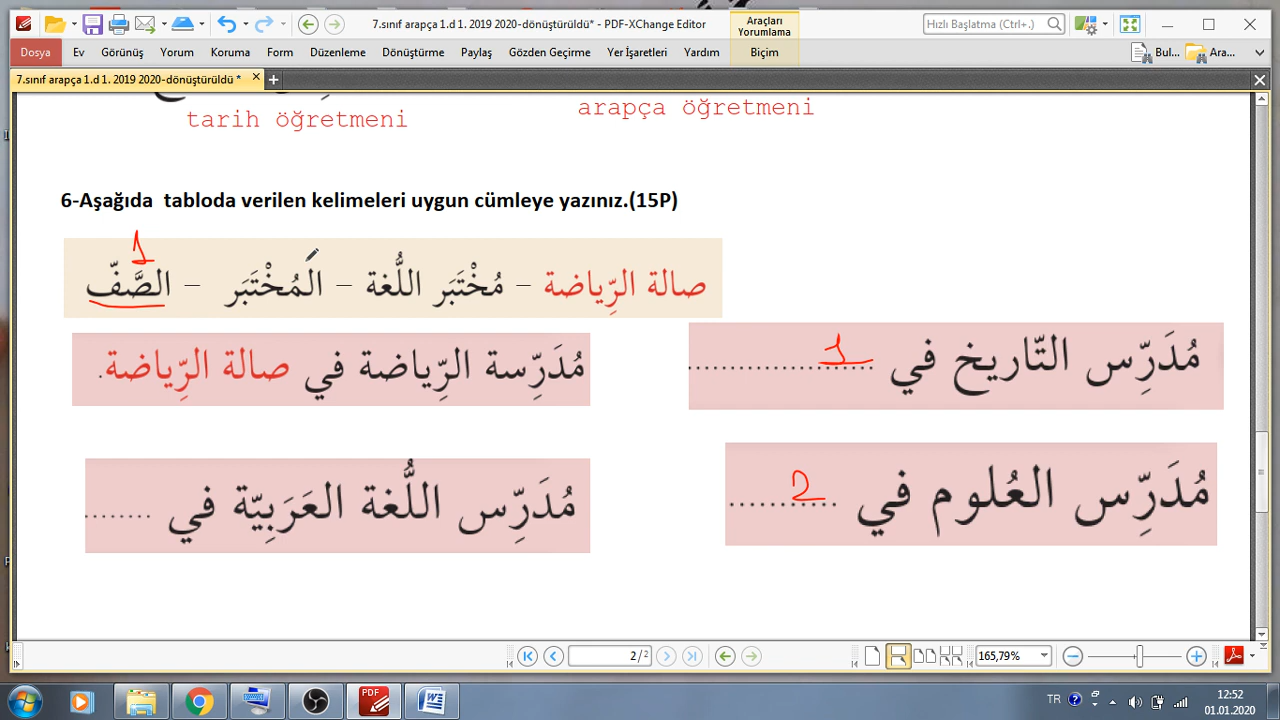 7.sınıf arapça 1.d 1. 2019 2020-dönüştürüldü* - PDF-XChange Editor
Araçları Yorumlama
Hızlı Başlatma (Ctrl+.)
Dosya Ev Görünüş Yorum Koruma Form Düzenleme Dönüştürme Paylaş Gözden Geçirme Yer İşaretleri Yardım Biçim Bul... Ara...
7.sınıf arapça 1.d 1. 2019 2020-dönüştürüldü *
tarih öğretmeni arapça öğretmeni
6-Aşağıda tabloda verilen kelimeleri uygun cümleye yazınız.(15P)
1
صالة الرِّياضة – مُخْتَبَر اللُّغة – المُخْتَبَر – الصَّفّ
مُدَرِّس التّاريخ في ...................... 1
مُدَرِّسة الرِّياضة في صالة الرِّياضة.
مُدَرِّس العُلوم في ............ 2
مُدَرِّس اللُّغة العَرَبِيّة في ........
2 / 2
165,79%
PDF
TR
12:52
01.01.2020